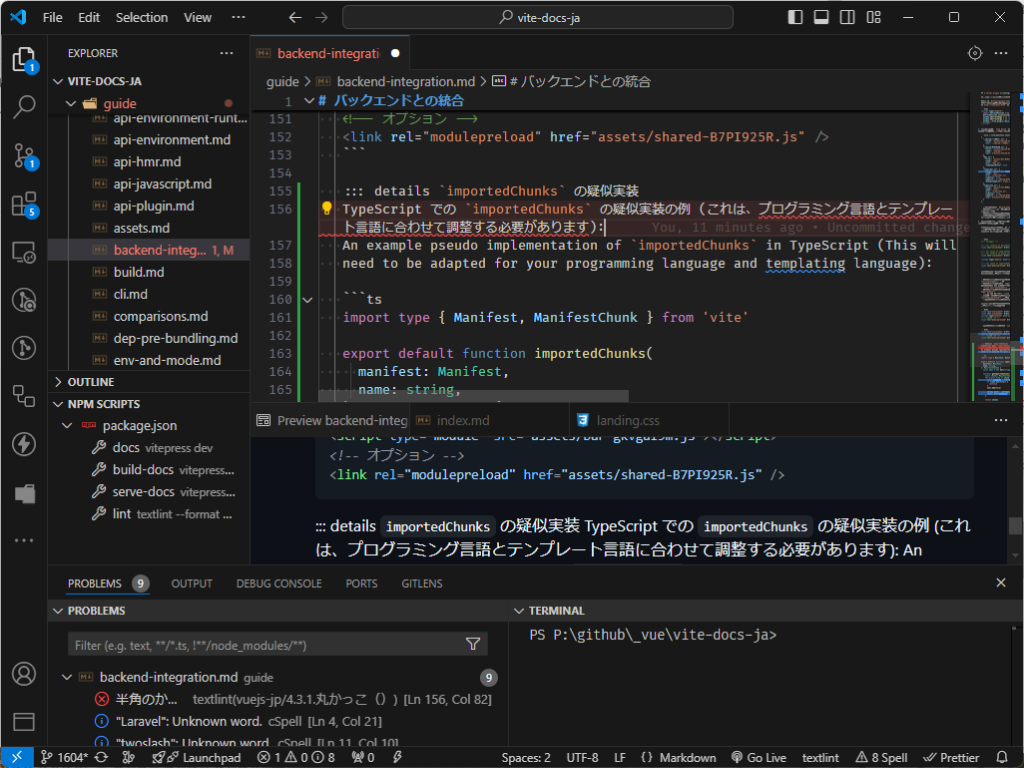 File Edit Selection View ··· vite-docs-ja
EXPLORER
VITE-DOCS-JA
guide
api-environment-runt...
api-environment.md
api-hmr.md
api-javascript.md
api-plugin.md
assets.md
backend-integ... 1, M
build.md
cli.md
comparisons.md
dep-pre-bundling.md
env-and-mode.md
OUTLINE
NPM SCRIPTS
package.json
docs vitepress dev
build-docs vitepress...
serve-docs vitepress...
lint textlint --format ...
1
1
5
backend-integrati
guide > backend-integration.md > # バックエンドとの統合
1 # バックエンドとの統合
151 <!-- オプション -->
152 <link rel="modulepreload" href="assets/shared-B7PI925R.js" />
153 ```
154
155 ::: details `importedChunks` の疑似実装
156 TypeScript での `importedChunks` の疑似実装の例 (これは、プログラミング言語とテンプレー
ト言語に合わせて調整する必要があります): You, 11 minutes ago • Uncommitted change
157 An example pseudo implementation of `importedChunks` in TypeScript (This will
158 need to be adapted for your programming language and templating language):
159
160 ```ts
161 import type { Manifest, ManifestChunk } from 'vite'
162
163 export default function importedChunks(
164 manifest: Manifest,
165 name: string,
Preview backend-integ index.md landing.css
<!-- オプション -->
<link rel="modulepreload" href="assets/shared-B7PI925R.js" />
::: details importedChunks の疑似実装 TypeScript での importedChunks の疑似実装の例 (これ
は、プログラミング言語とテンプレート言語に合わせて調整する必要があります): An
PROBLEMS 9 OUTPUT DEBUG CONSOLE PORTS GITLENS
PROBLEMS
Filter (e.g. text, **/*.ts, !**/node_modules/**)
backend-integration.md guide 9
半角のか... textlint(vuejs-jp/4.3.1.丸かっこ（）) [Ln 156, Col 82]
"Laravel": Unknown word. cSpell [Ln 4, Col 21]
"twoslash": Unknown word. cSpell [Ln 11, Col 10]
TERMINAL
PS P:\github\_vue\vite-docs-ja>
1604* Launchpad 1 0 8 0 Spaces: 2 UTF-8 LF {} Markdown Go Live textlint 8 Spell Prettier